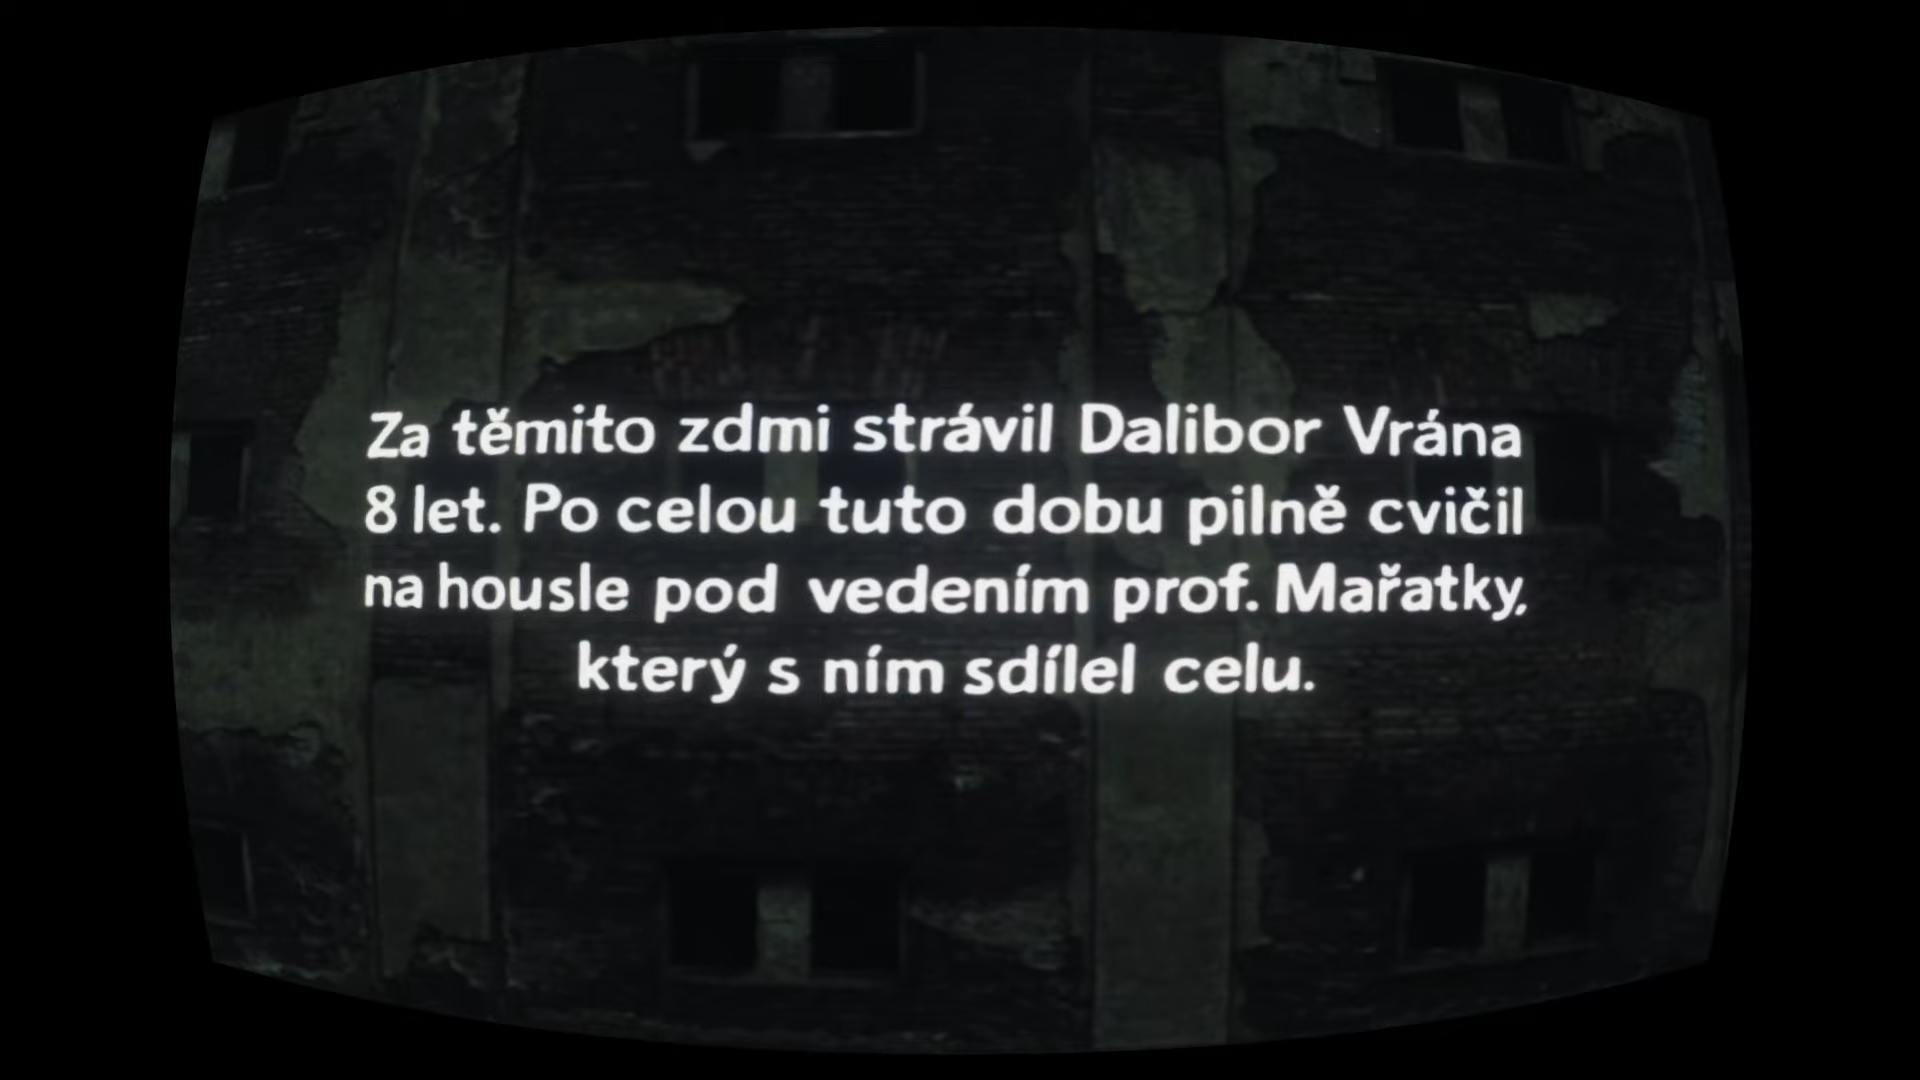 Za těmito zdmi strávil Dalibor Vrána
8 let. Po celou tuto dobu pilně cvičil
na housle pod vedením prof. Mařatky,
který s ním sdílel celu.